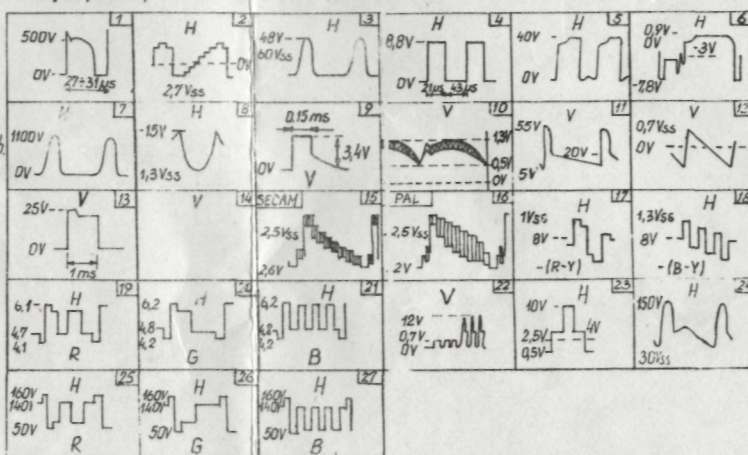 1
500V
0V
27÷31µs
2
H
0V
2,7Vss
3
H
48V
60Vss
0V
4
H
8,8V
0V
21µs 43µs
5
H
40V
0V
6
H
0,9V
0V
-3V
-7,8V
7
H
1100V
0V
8
H
-15V
1,3Vss
9
0.15ms
3,4V
0V
V
10
V
1,3V
0,5V
0V
11
V
55V
20V
5V
V
0,7Vss
0V
13
V
25V
0V
1ms
14
V
15
SECAM
2,5Vss
2,6V
16
PAL
2,5Vss
2V
17
H
1Vss
8V
-(R-Y)
18
H
1,3Vss
8V
-(B-Y)
19
H
6,1
4,7
4,1
R
20
H
6,2
4,8
4,2
G
21
H
6,2
4,8
4,2
B
22
V
12V
0,7V
0V
23
H
10V
4V
2,5V
0,5V
24
H
150V
30Vss
25
H
160V
140V
50V
R
26
H
160V
140V
50V
G
27
H
160V
140V
50V
B